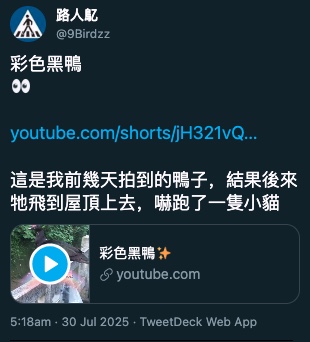 路人鳦
@9Birdzz
彩色黑鴨
👀
youtube.com/shorts/jH321vQ...
這是我前幾天拍到的鴨子，結果後來
牠飛到屋頂上去，嚇跑了一隻小貓
彩色黑鴨✨
youtube.com
5:18am · 30 Jul 2025 · TweetDeck Web App